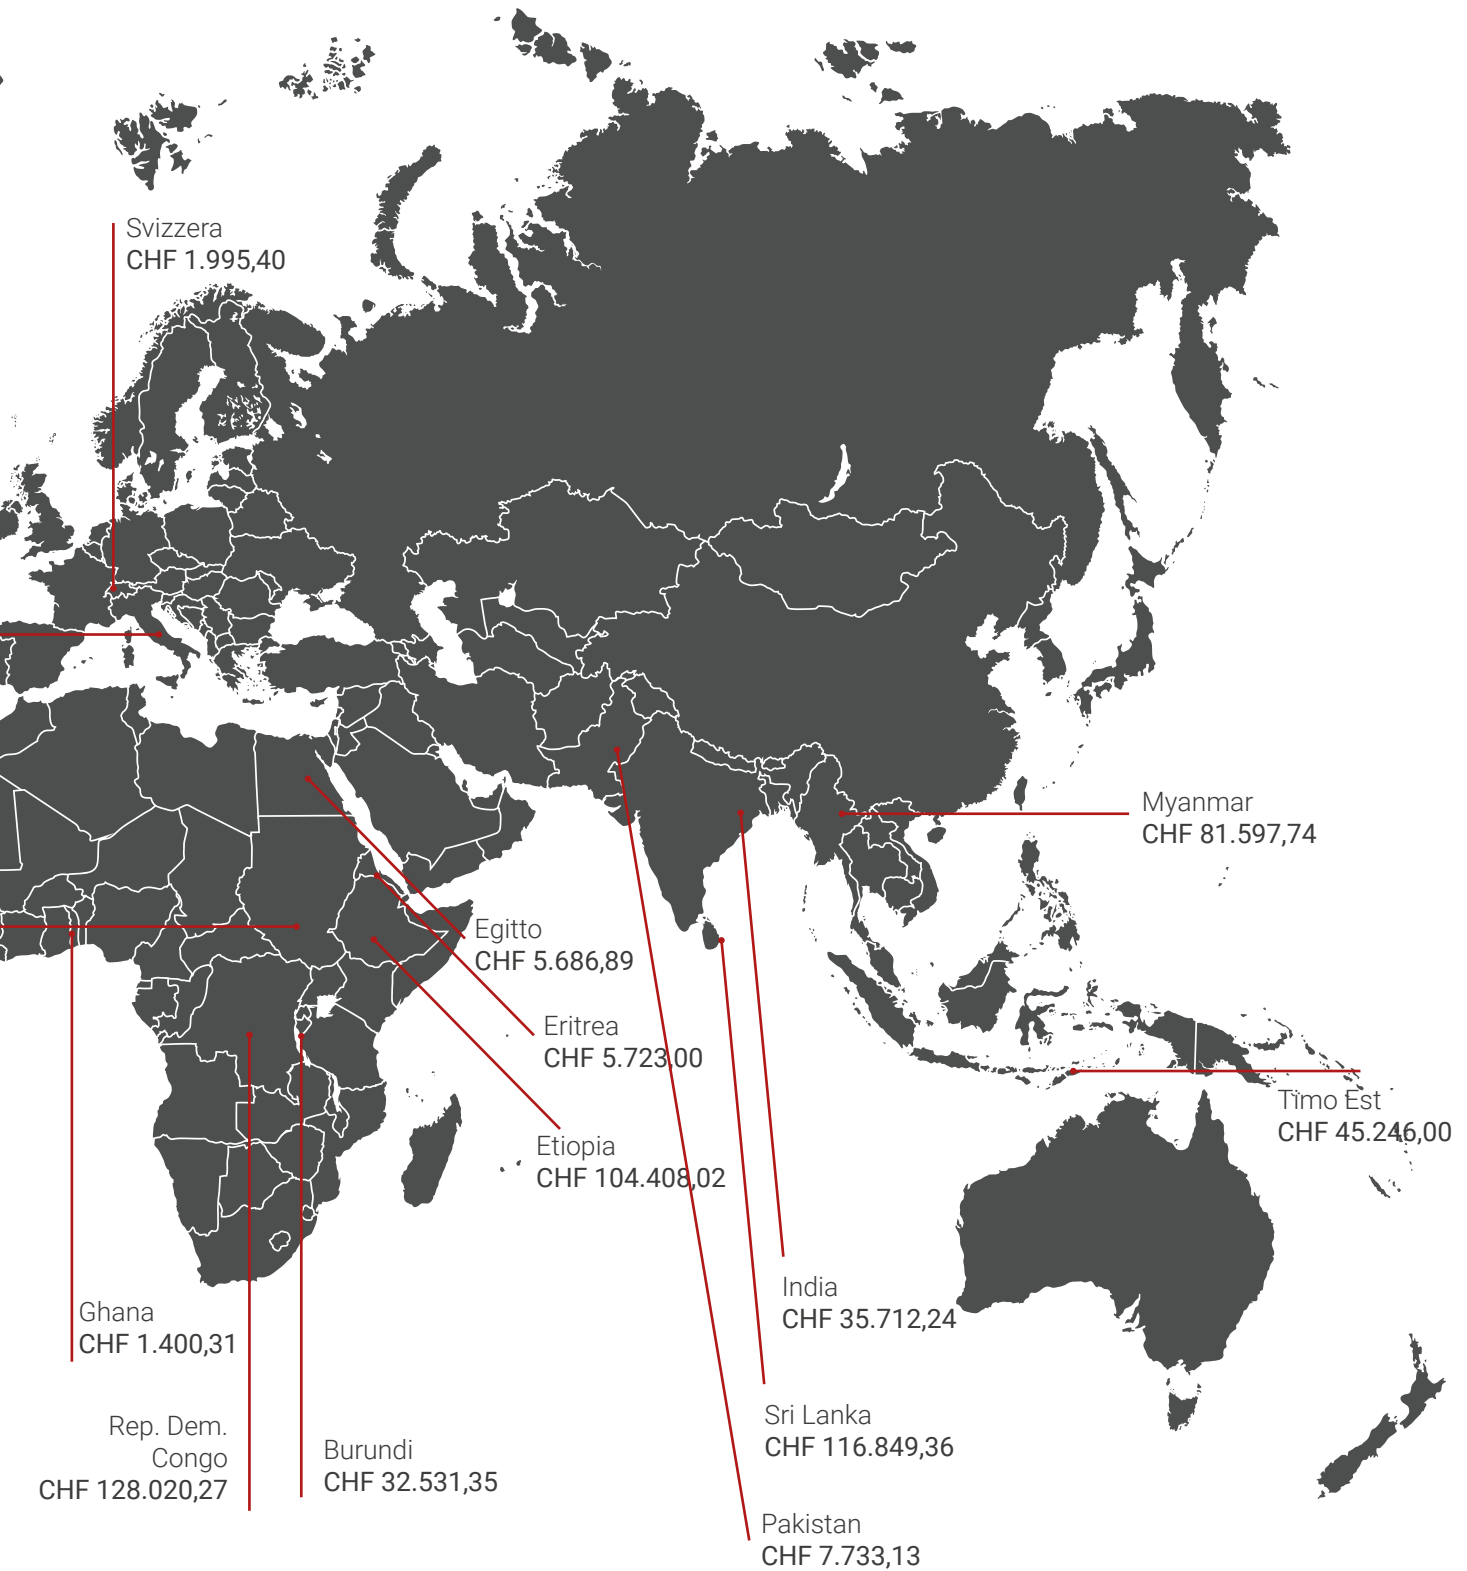 Svizzera
CHF 1.995,40
Myanmar
CHF 81.597,74
Egitto
CHF 5.686,89
Eritrea
CHF 5.723,00
Timo Est
CHF 45.246,00
Etiopia
CHF 104.408,02
India
CHF 35.712,24
Ghana
CHF 1.400,31
Sri Lanka
CHF 116.849,36
Rep. Dem.
Congo
CHF 128.020,27
Burundi
CHF 32.531,35
Pakistan
CHF 7.733,13